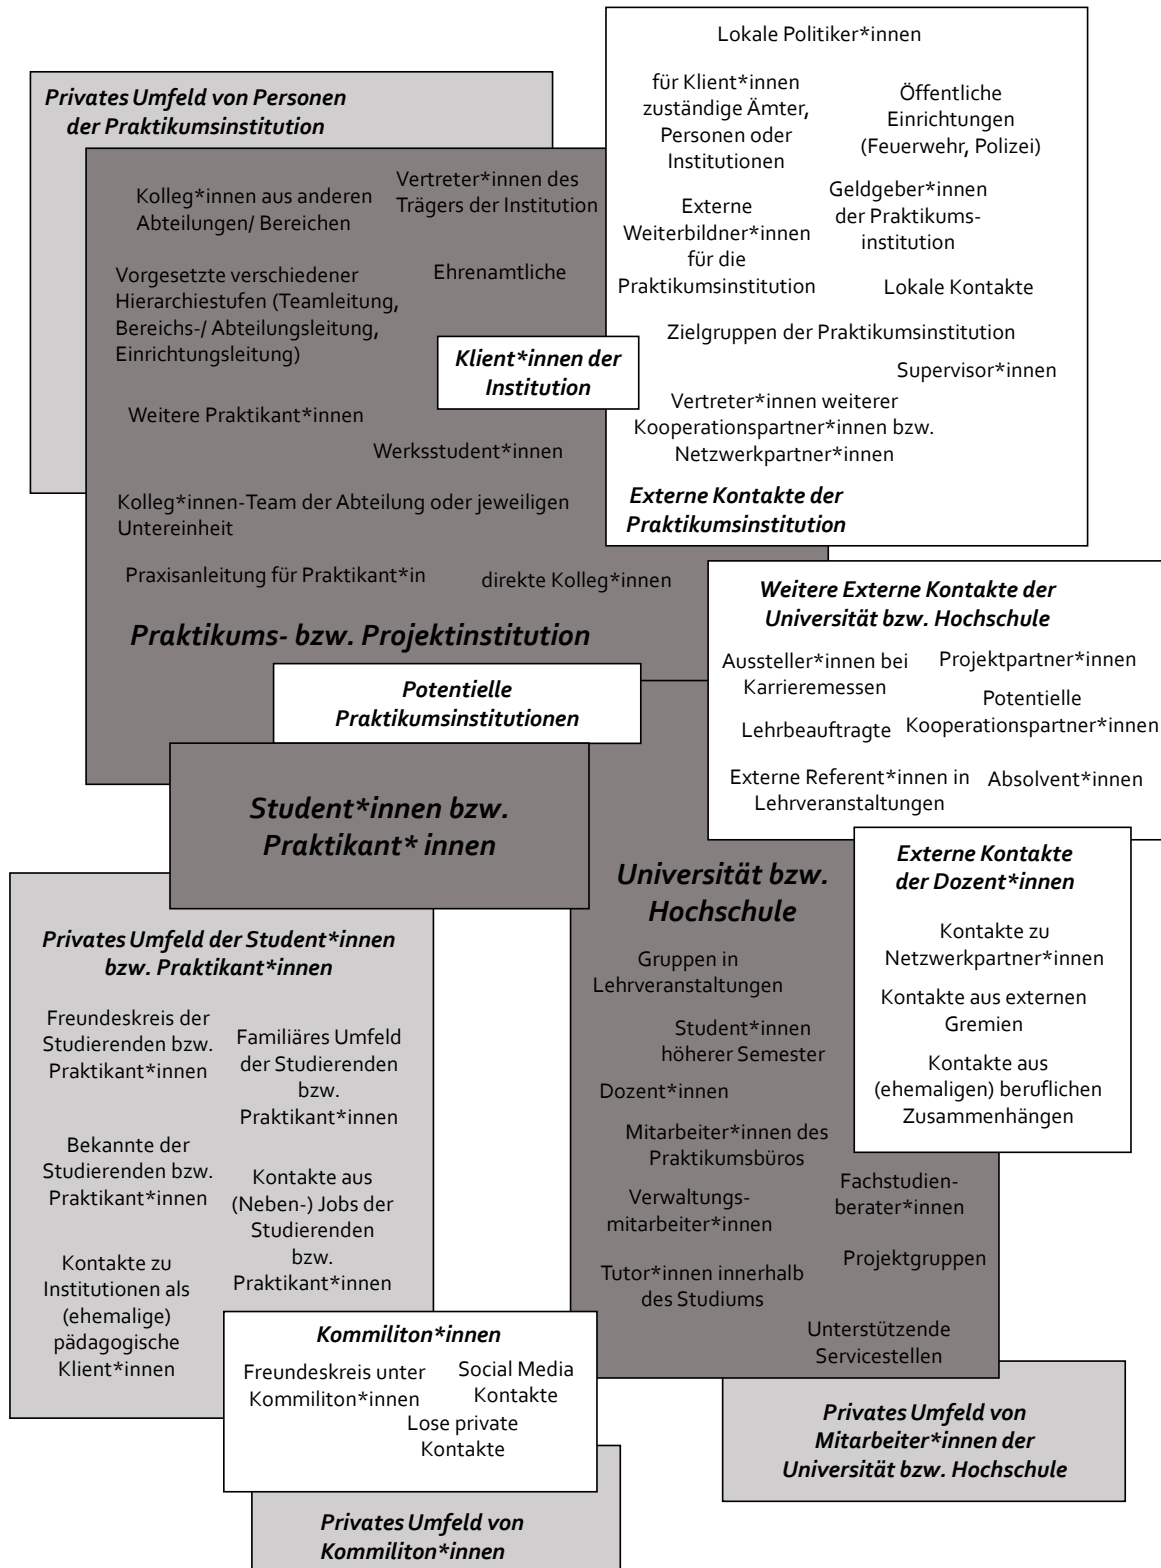 Lokale Politiker*innen
für Klient*innen
zuständige Ämter,
Personen oder
Institutionen
Öffentliche
Einrichtungen
(Feuerwehr, Polizei)
Externe
Weiterbildner*innen
für die
Praktikumsinstitution
Geldgeber*innen
der Praktikums-
institution
Lokale Kontakte
Zielgruppen der Praktikumsinstitution
Supervisor*innen
Vertreter*innen weiterer
Kooperationspartner*innen bzw.
Netzwerkpartner*innen
Externe Kontakte der
Praktikumsinstitution
Privates Umfeld von Personen
der Praktikumsinstitution
Kolleg*innen aus anderen
Abteilungen/ Bereichen
Vertreter*innen des
Trägers der Institution
Vorgesetzte verschiedener
Hierarchiestufen (Teamleitung,
Bereichs-/ Abteilungsleitung,
Einrichtungsleitung)
Ehrenamtliche
Klient*innen der
Institution
Weitere Praktikant*innen
Werksstudent*innen
Kolleg*innen-Team der Abteilung oder jeweiligen
Untereinheit
Praxisanleitung für Praktikant*in
direkte Kolleg*innen
Praktikums- bzw. Projektinstitution
Weitere Externe Kontakte der
Universität bzw. Hochschule
Aussteller*innen bei
Karrieremessen
Projektpartner*innen
Potentielle
Kooperationspartner*innen
Lehrbeauftragte
Externe Referent*innen in
Lehrveranstaltungen
Absolvent*innen
Potentielle
Praktikumsinstitutionen
Student*innen bzw.
Praktikant* innen
Universität bzw.
Hochschule
Gruppen in
Lehrveranstaltungen
Student*innen
höherer Semester
Dozent*innen
Mitarbeiter*innen des
Praktikumsbüros
Verwaltungs-
mitarbeiter*innen
Fachstudien-
berater*innen
Projektgruppen
Tutor*innen innerhalb
des Studiums
Unterstützende
Servicestellen
Externe Kontakte
der Dozent*innen
Kontakte zu
Netzwerkpartner*innen
Kontakte aus externen
Gremien
Kontakte aus
(ehemaligen) beruflichen
Zusammenhängen
Privates Umfeld der Student*innen
bzw. Praktikant*innen
Freundeskreis der
Studierenden bzw.
Praktikant*innen
Familiäres Umfeld
der Studierenden
bzw.
Praktikant*innen
Bekannte der
Studierenden bzw.
Praktikant*innen
Kontakte aus
(Neben-) Jobs der
Studierenden
bzw.
Praktikant*innen
Kontakte zu
Institutionen als
(ehemalige)
pädagogische
Klient*innen
Kommiliton*innen
Freundeskreis unter
Kommiliton*innen
Social Media
Kontakte
Lose private
Kontakte
Privates Umfeld von
Kommiliton*innen
Privates Umfeld von
Mitarbeiter*innen der
Universität bzw. Hochschule